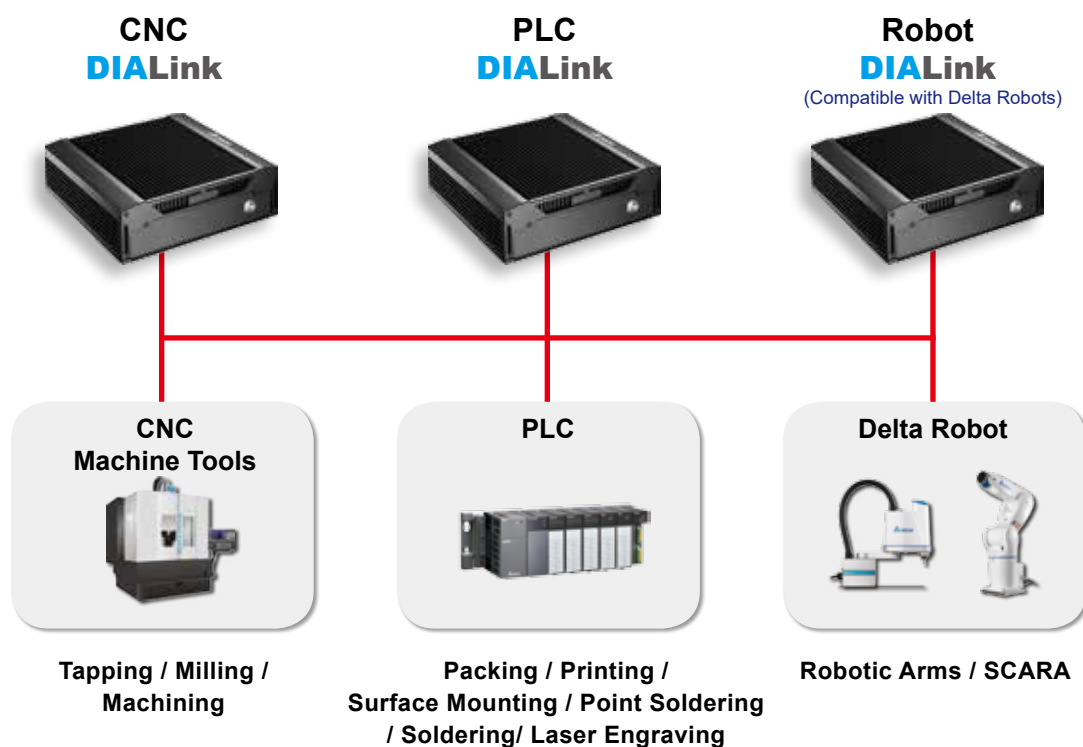 CNC
DIALink
PLC
DIALink
Robot
DIALink
(Compatible with Delta Robots)
CNC
Machine Tools
PLC
Delta Robot
Tapping / Milling /
Machining
Packing / Printing /
Surface Mounting / Point Soldering
/ Soldering/ Laser Engraving
Robotic Arms / SCARA